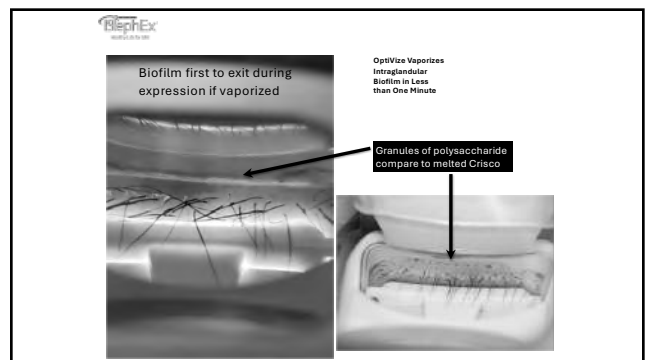 BlephEx
Biofilm first to exit during
expression if vaporized
OptiVize Vaporizes
Intraglandular
Biofilm in Less
than One Minute
Granules of polysaccharide
compare to melted Crisco